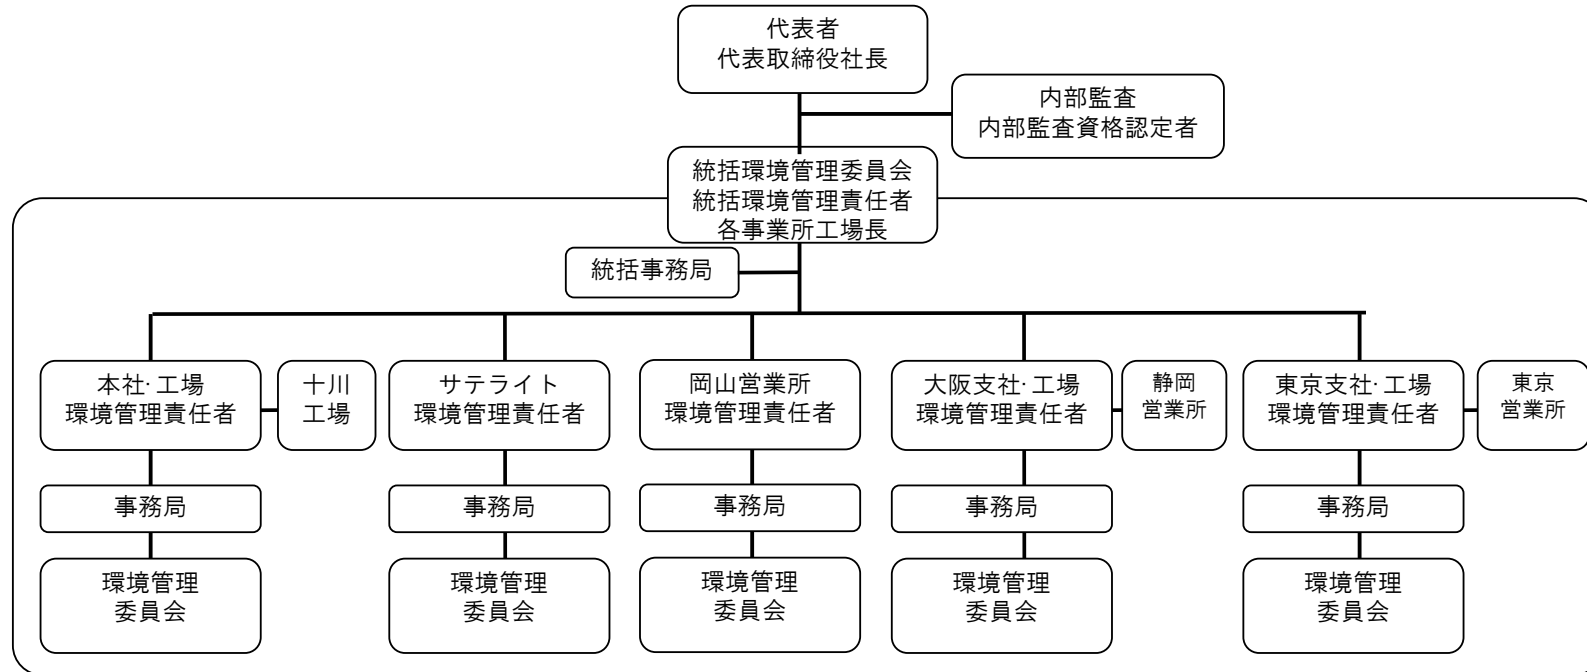 代表者
代表取締役社長
内部監査
内部監査資格認定者
統括環境管理委員会
統括環境管理責任者
各事業所工場長
統括事務局
本社·工場
環境管理責任者
十川
工場
サテライト
環境管理責任者
岡山営業所
環境管理責任者
大阪支社·工場
環境管理責任者
静岡
営業所
東京支社·工場
環境管理責任者
東京
営業所
事務局
事務局
事務局
事務局
事務局
環境管理
委員会
環境管理
委員会
環境管理
委員会
環境管理
委員会
環境管理
委員会